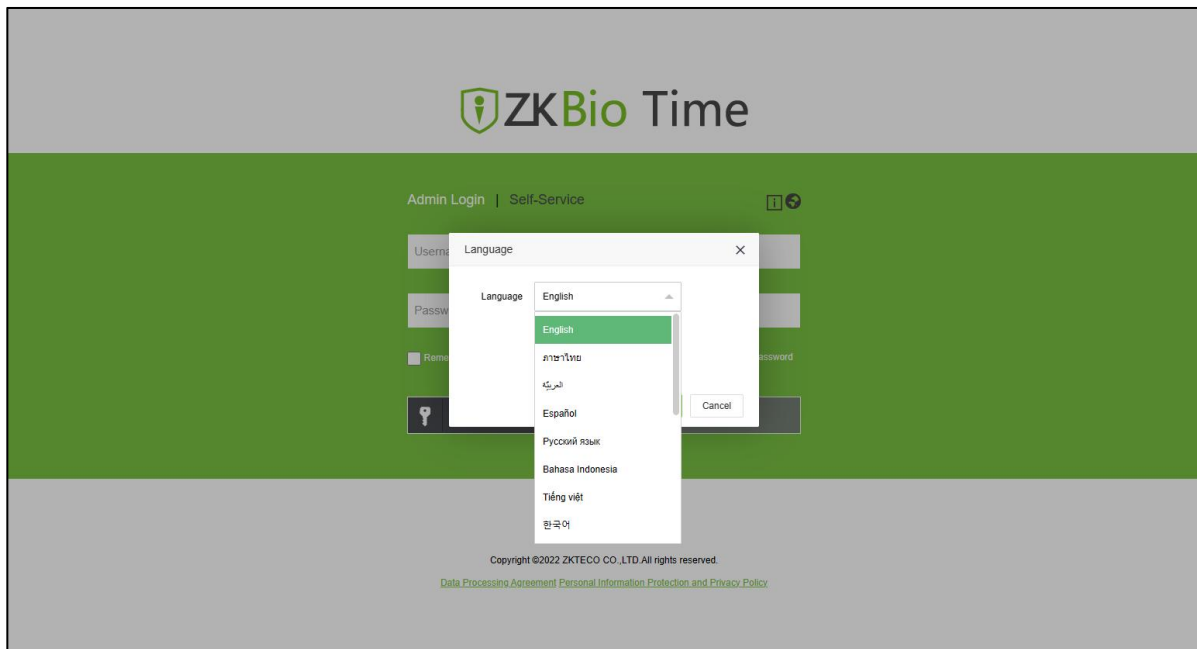 ZKBio Time
Admin Login | Self-Service
Language
Language English
English
ภาษาไทย
العربيّة
Español
Русский язык
Bahasa Indonesia
Tiếng việt
한국어
Cancel
Copyright ©2022 ZKTECO CO.,LTD.All rights reserved.
Data Processing Agreement Personal Information Protection and Privacy Policy